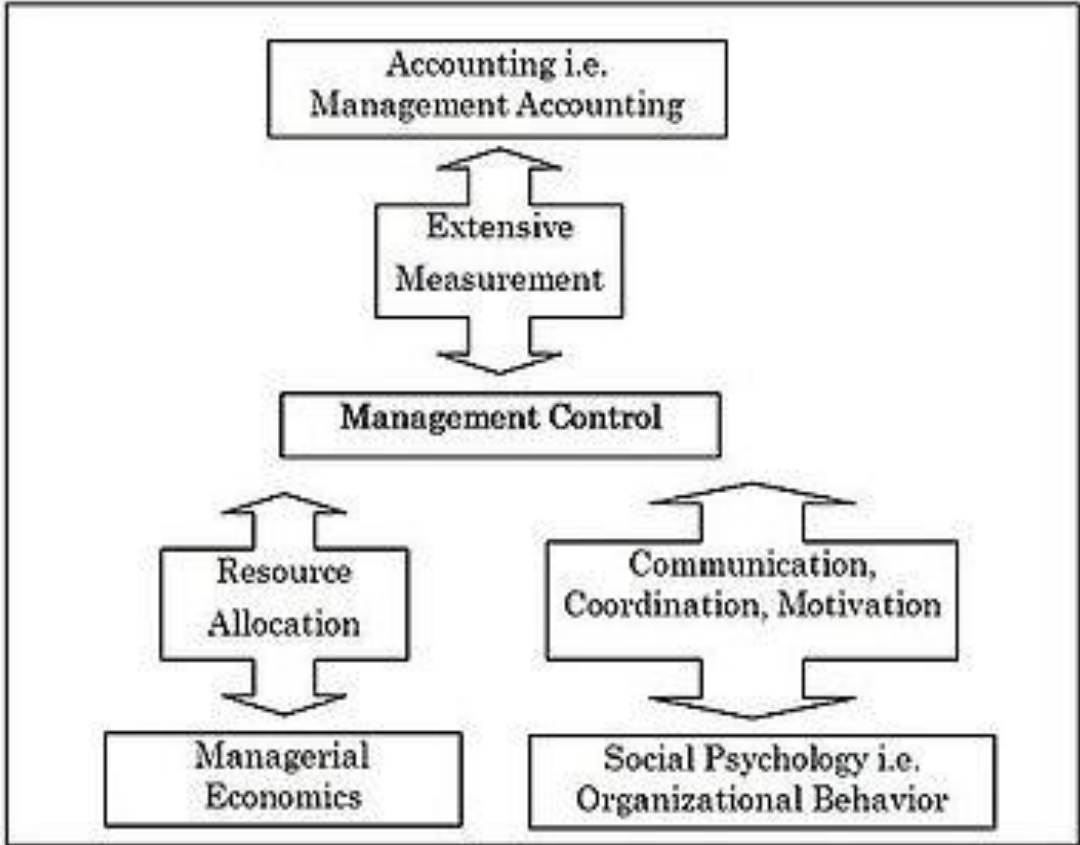 Accounting i.e.
Management Accounting
Extensive
Measurement
Management Control
Resource
Allocation
Communication,
Coordination, Motivation
Managerial
Economics
Social Psychology i.e.
Organizational Behavior